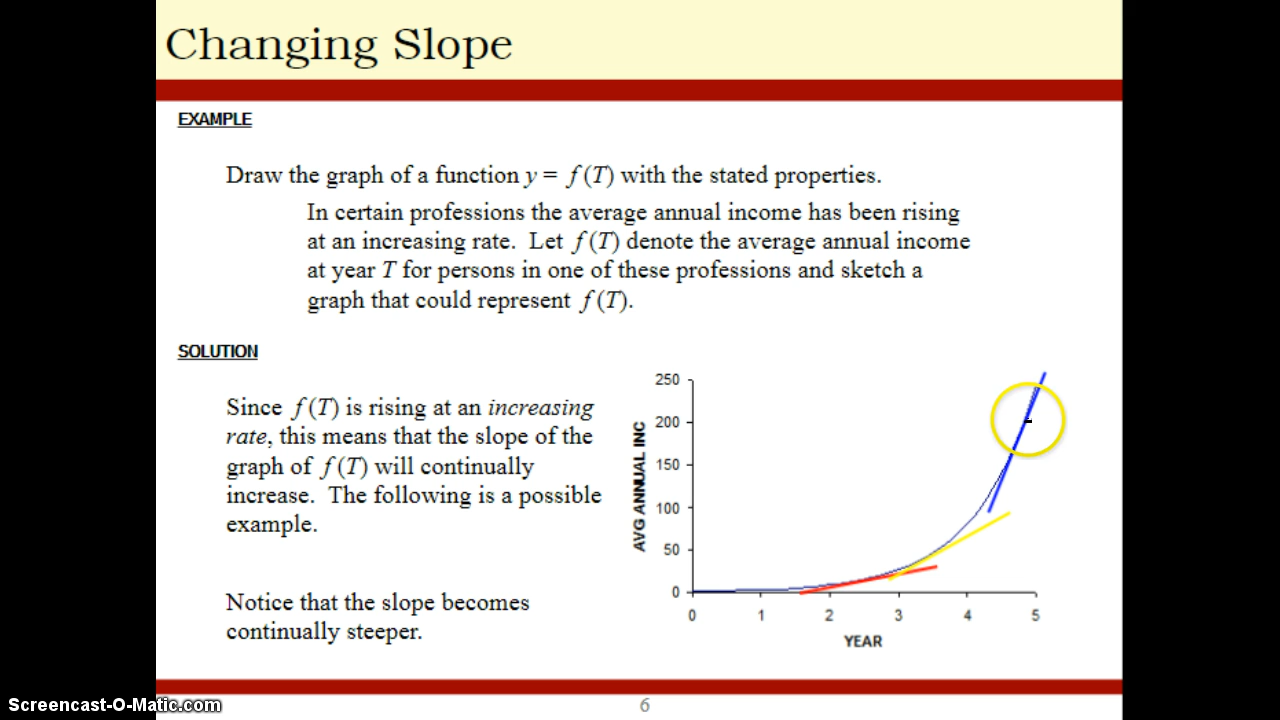 Changing Slope
EXAMPLE
Draw the graph of a function y = f (T) with the stated properties.
In certain professions the average annual income has been rising
at an increasing rate. Let f (T) denote the average annual income
at year T for persons in one of these professions and sketch a
graph that could represent f (T).
SOLUTION
Since f (T) is rising at an increasing
rate, this means that the slope of the
graph of f (T) will continually
increase. The following is a possible
example.
Notice that the slope becomes
continually steeper.
AVG ANNUAL INC
250
200
150
100
50
0
0 1 2 3 4 5
YEAR
6
Screencast-O-Matic.com